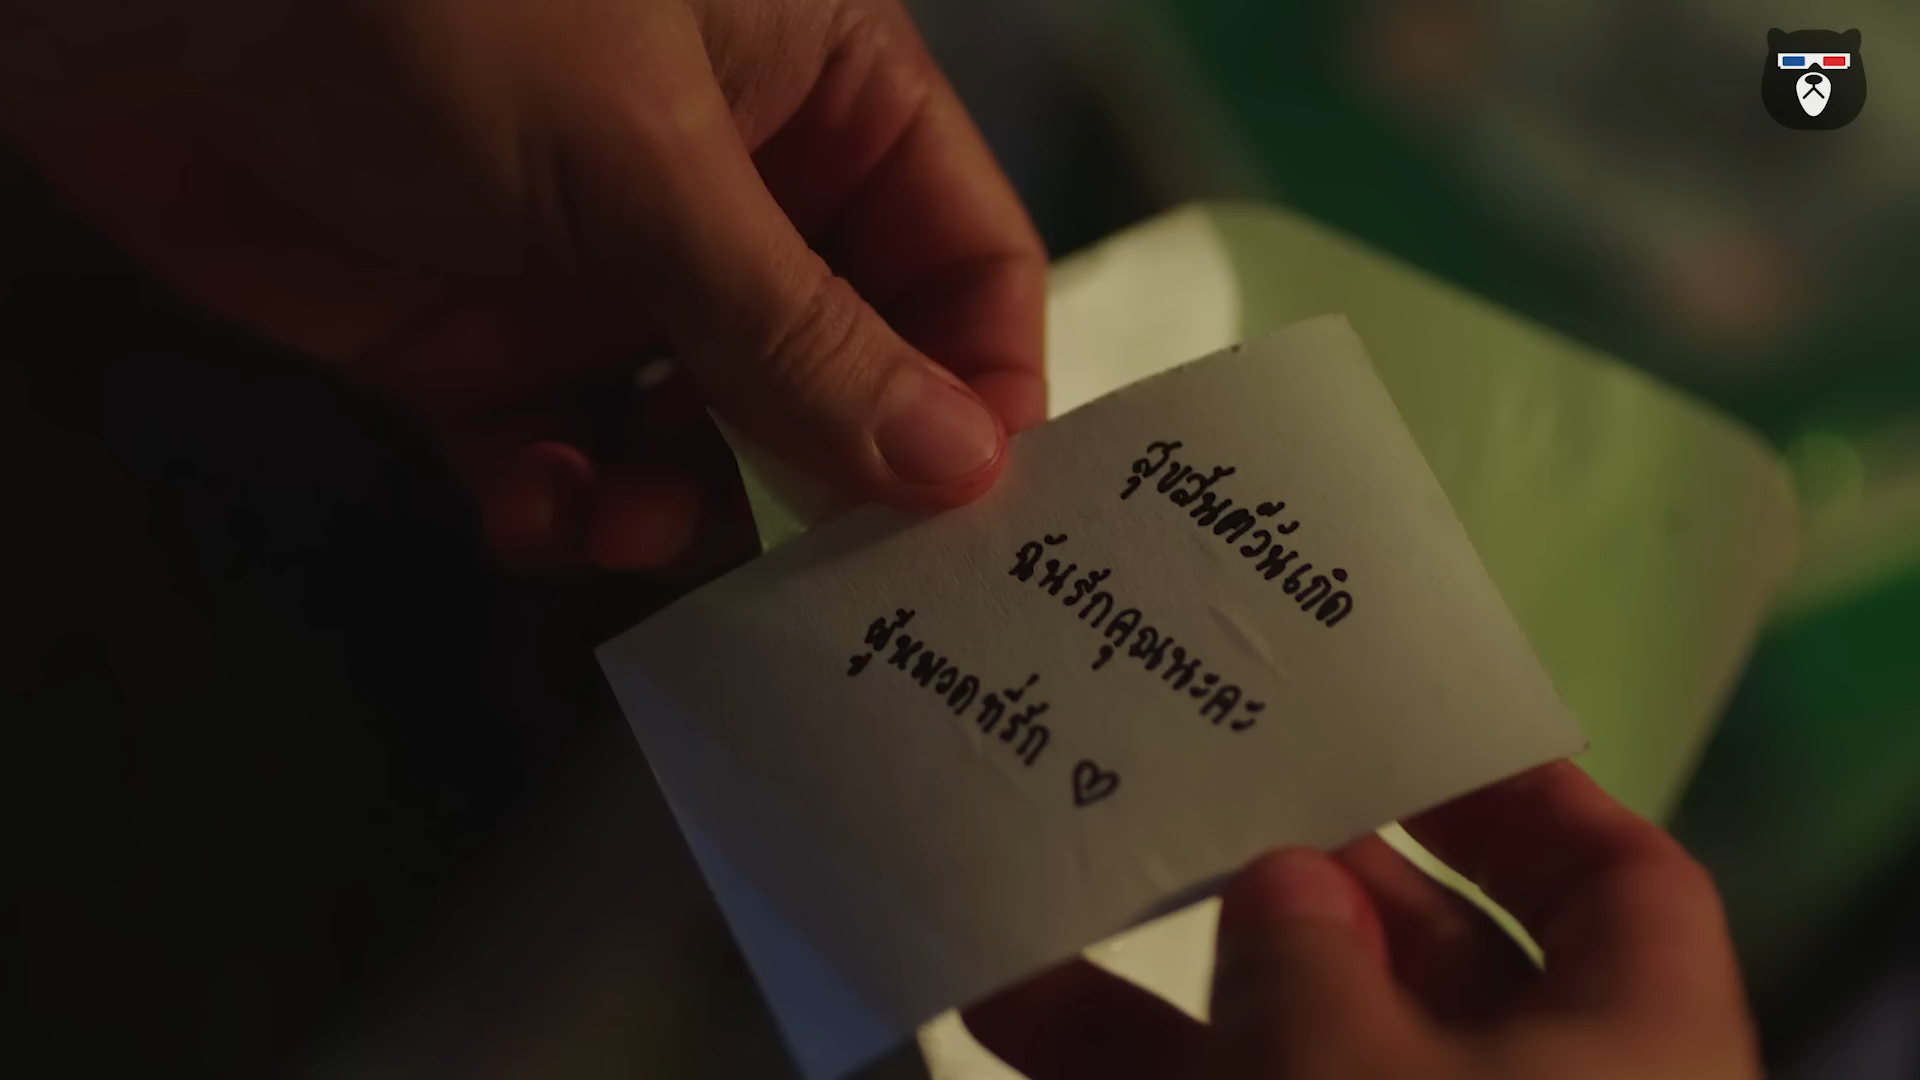 สุขสันต์วันเกิด
ฉันรักคุณนะคะ
ผู้หมวดที่รัก ♡